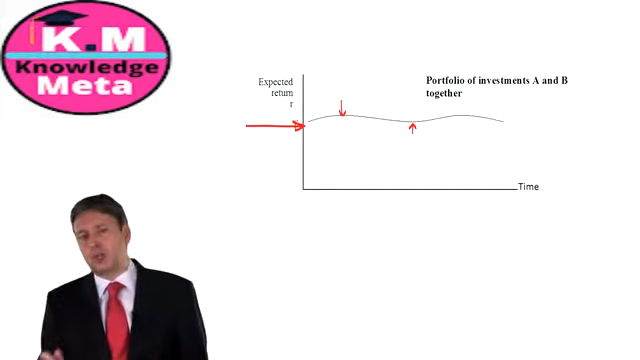 K.M
Knowledge
Meta
Expected
return
r
Portfolio of investments A and B
together
Time